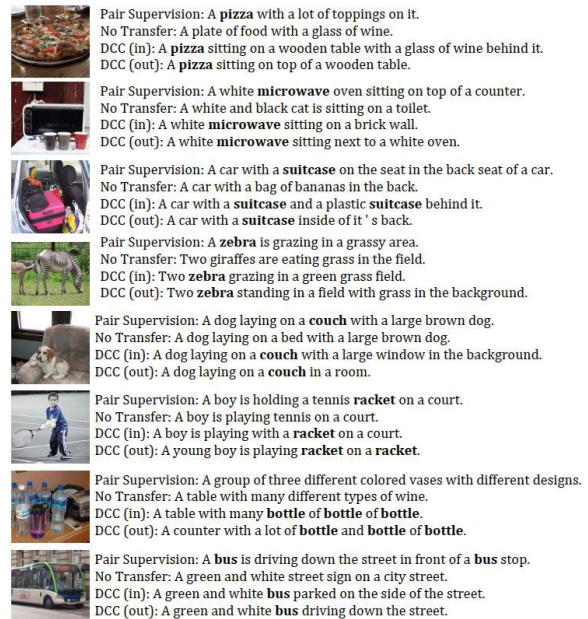 Pair Supervision: A pizza with a lot of toppings on it.
No Transfer: A plate of food with a glass of wine.
DCC (in): A pizza sitting on a wooden table with a glass of wine behind it.
DCC (out): A pizza sitting on top of a wooden table.
Pair Supervision: A white microwave oven sitting on top of a counter.
No Transfer: A white and black cat is sitting on a toilet.
DCC (in): A white microwave sitting on a brick wall.
DCC (out): A white microwave sitting next to a white oven.
Pair Supervision: A car with a suitcase on the seat in the back seat of a car.
No Transfer: A car with a bag of bananas in the back.
DCC (in): A car with a suitcase and a plastic suitcase behind it.
DCC (out): A car with a suitcase inside of it ' s back.
Pair Supervision: A zebra is grazing in a grassy area.
No Transfer: Two giraffes are eating grass in the field.
DCC (in): Two zebra grazing in a green grass field.
DCC (out): Two zebra standing in a field with grass in the background.
Pair Supervision: A dog laying on a couch with a large brown dog.
No Transfer: A dog laying on a bed with a large brown dog.
DCC (in): A dog laying on a couch with a large window in the background.
DCC (out): A dog laying on a couch in a room.
Pair Supervision: A boy is holding a tennis racket on a court.
No Transfer: A boy is playing tennis on a court.
DCC (in): A boy is playing with a racket on a court.
DCC (out): A young boy is playing racket on a racket.
Pair Supervision: A group of three different colored vases with different designs.
No Transfer: A table with many different types of wine.
DCC (in): A table with many bottle of bottle of bottle.
DCC (out): A counter with a lot of bottle and bottle of bottle.
Pair Supervision: A bus is driving down the street in front of a bus stop.
No Transfer: A green and white street sign on a city street.
DCC (in): A green and white bus parked on the side of the street.
DCC (out): A green and white bus driving down the street.